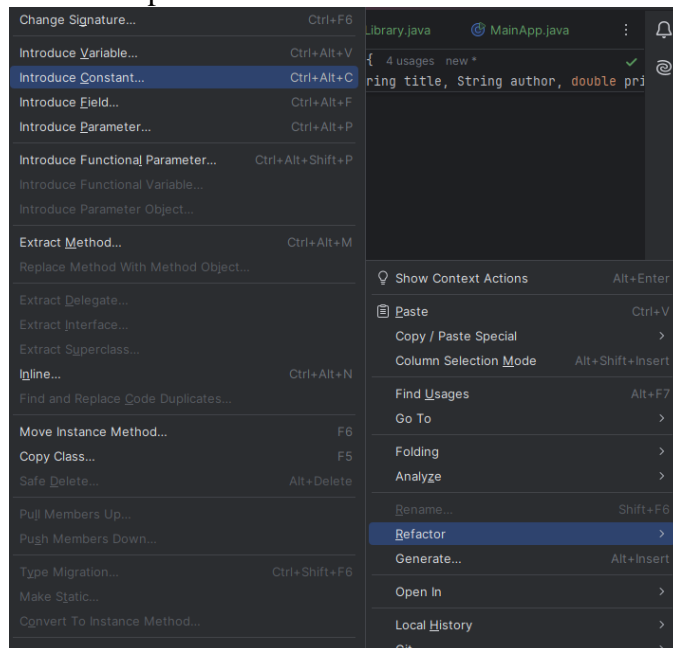 Change Signature... Ctrl+F6
Introduce Variable... Ctrl+Alt+V
Introduce Constant... Ctrl+Alt+C
Introduce Field... Ctrl+Alt+F
Introduce Parameter... Ctrl+Alt+P
Introduce Functional Parameter... Ctrl+Alt+Shift+P
Introduce Functional Variable...
Introduce Parameter Object...
Extract Method... Ctrl+Alt+M
Replace Method With Method Object...
Extract Delegate...
Extract Interface...
Extract Superclass...
Inline... Ctrl+Alt+N
Find and Replace Code Duplicates...
Move Instance Method... F6
Copy Class... F5
Safe Delete... Alt+Delete
Pull Members Up...
Push Members Down...
Type Migration... Ctrl+Shift+F6
Make Static...
Convert To Instance Method...
Library.java MainApp.java
{ 4 usages new *
ring title, String author, double pri
Show Context Actions Alt+Enter
Paste Ctrl+V
Copy / Paste Special
Column Selection Mode Alt+Shift+Insert
Find Usages Alt+F7
Go To
Folding
Analyze
Rename... Shift+F6
Refactor
Generate... Alt+Insert
Open In
Local History